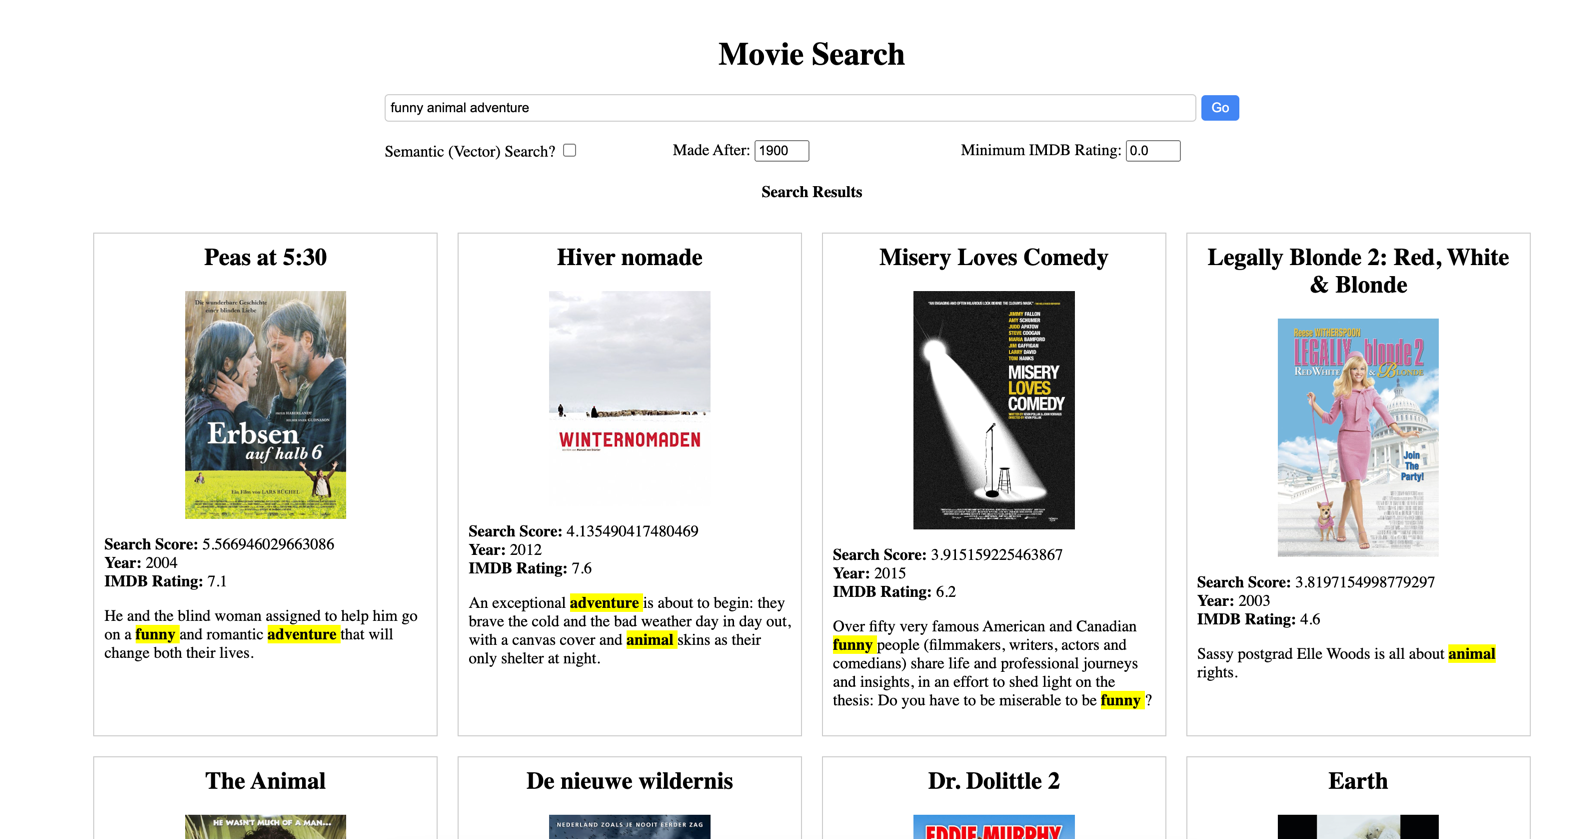 Movie Search
funny animal adventure
Go
Semantic (Vector) Search?
Made After: 1900
Minimum IMDB Rating: 0.0
Search Results
Peas at 5:30
Die wunderbare Geschichte
einer blinden Liebe
Erbsen
auf halb 6
Ein Film von LARS BÜCHEL
Search Score: 5.566946029663086
Year: 2004
IMDB Rating: 7.1
He and the blind woman assigned to help him go
on a funny and romantic adventure that will
change both their lives.
Hiver nomade
WINTERNOMADEN
Search Score: 4.135490417480469
Year: 2012
IMDB Rating: 7.6
An exceptional adventure is about to begin: they
brave the cold and the bad weather day in day out,
with a canvas cover and animal skins as their
only shelter at night.
Misery Loves Comedy
JIMMY FALLON
AMY SCHUMER
JUDD APATOW
STEVE COOGAN
MARIA BAMFORD
JIM GAFFIGAN
LARRY DAVID
TOM HANKS
MISERY
LOVES
COMEDY
Search Score: 3.915159225463867
Year: 2015
IMDB Rating: 6.2
Over fifty very famous American and Canadian
funny people (filmmakers, writers, actors and
comedians) share life and professional journeys
and insights, in an effort to shed light on the
thesis: Do you have to be miserable to be funny ?
Legally Blonde 2: Red, White
& Blonde
Reese WITHERSPOON
LEGALLY blonde 2
RED WHITE & BLONDE
Join
The
Party!
Search Score: 3.8197154998779297
Year: 2003
IMDB Rating: 4.6
Sassy postgrad Elle Woods is all about animal
rights.
The Animal
HE WASN'T MUCH OF A MAN...
De nieuwe wildernis
NEDERLAND ZOALS JE NOOIT EERDER ZAG
Dr. Dolittle 2
EDDIE MURPHY
Earth